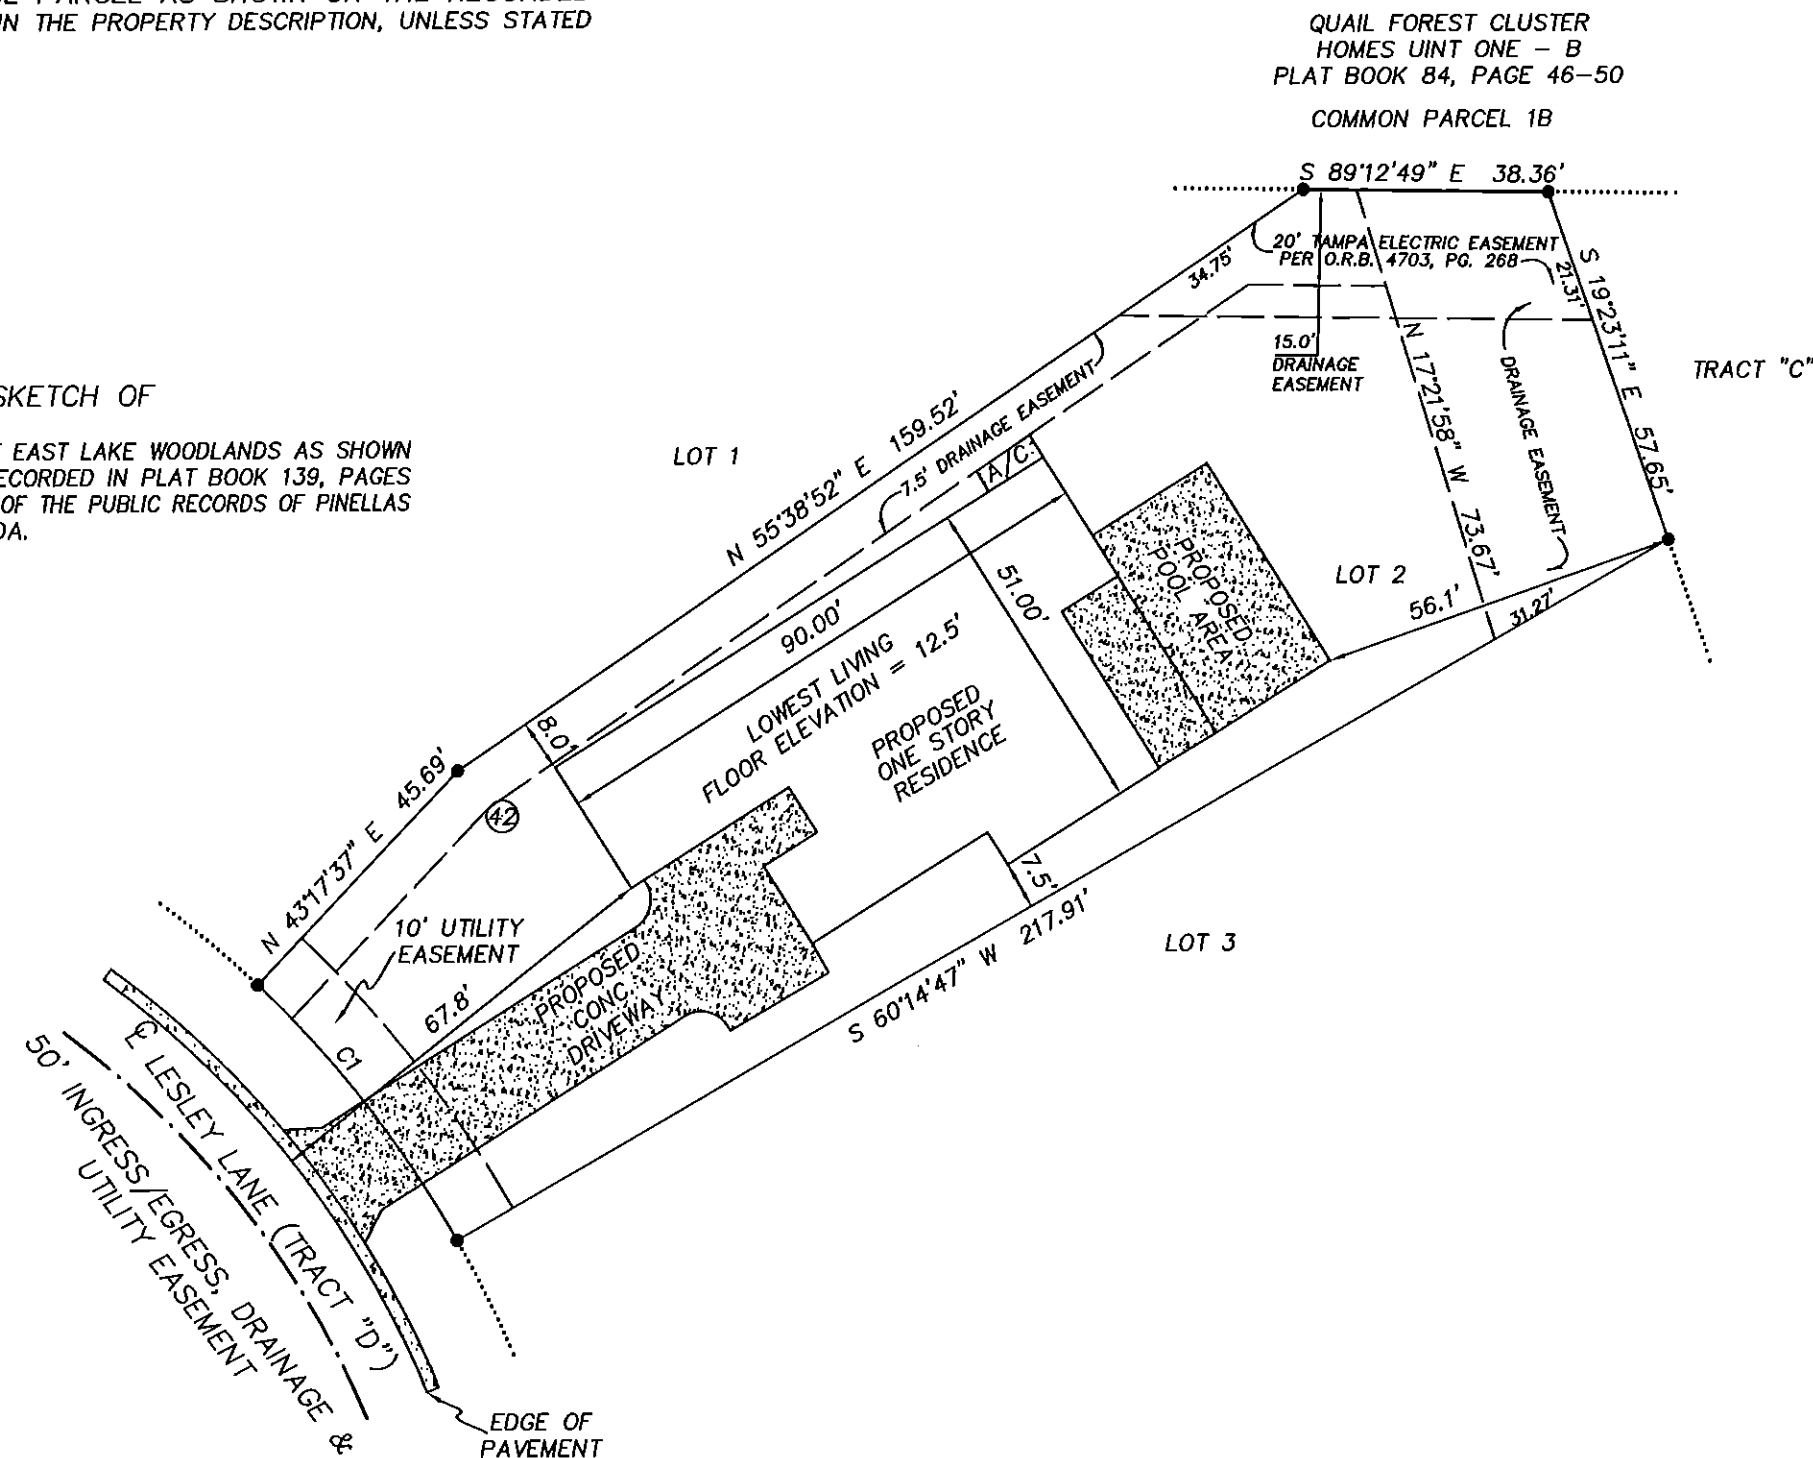 E PARCEL AS SHOWN ON THE RECORDED
IN THE PROPERTY DESCRIPTION, UNLESS STATED
QUAIL FOREST CLUSTER
HOMES UINT ONE - B
PLAT BOOK 84, PAGE 46-50
COMMON PARCEL 1B
S 89°12'49" E 38.36'
20' TAMPA ELECTRIC EASEMENT
PER O.R.B. 4703, PG. 268
21.31'
S 19°23'11" E 57.65'
34.75'
15.0'
DRAINAGE
EASEMENT
N 17°21'58" W 73.67'
DRAINAGE EASEMENT
TRACT "C"
SKETCH OF
EAST LAKE WOODLANDS AS SHOWN
RECORDED IN PLAT BOOK 139, PAGES
OF THE PUBLIC RECORDS OF PINELLAS
DA.
LOT 1
N 55°38'52" E 159.52'
7.5' DRAINAGE EASEMENT
A/C
90.00'
51.00'
PROPOSED
POOL AREA
LOT 2
56.1'
31.27'
LOWEST LIVING
FLOOR ELEVATION = 12.5'
PROPOSED
ONE STORY
RESIDENCE
8.0'
N 43°17'37" E 45.69'
42
7.5'
S 60°14'47" W 217.91'
LOT 3
10' UTILITY
EASEMENT
67.8'
PROPOSED
CONC.
DRIVEWAY
C1
℄ LESLEY LANE (TRACT "D")
50' INGRESS/EGRESS, DRAINAGE &
UTILITY EASEMENT
EDGE OF
PAVEMENT